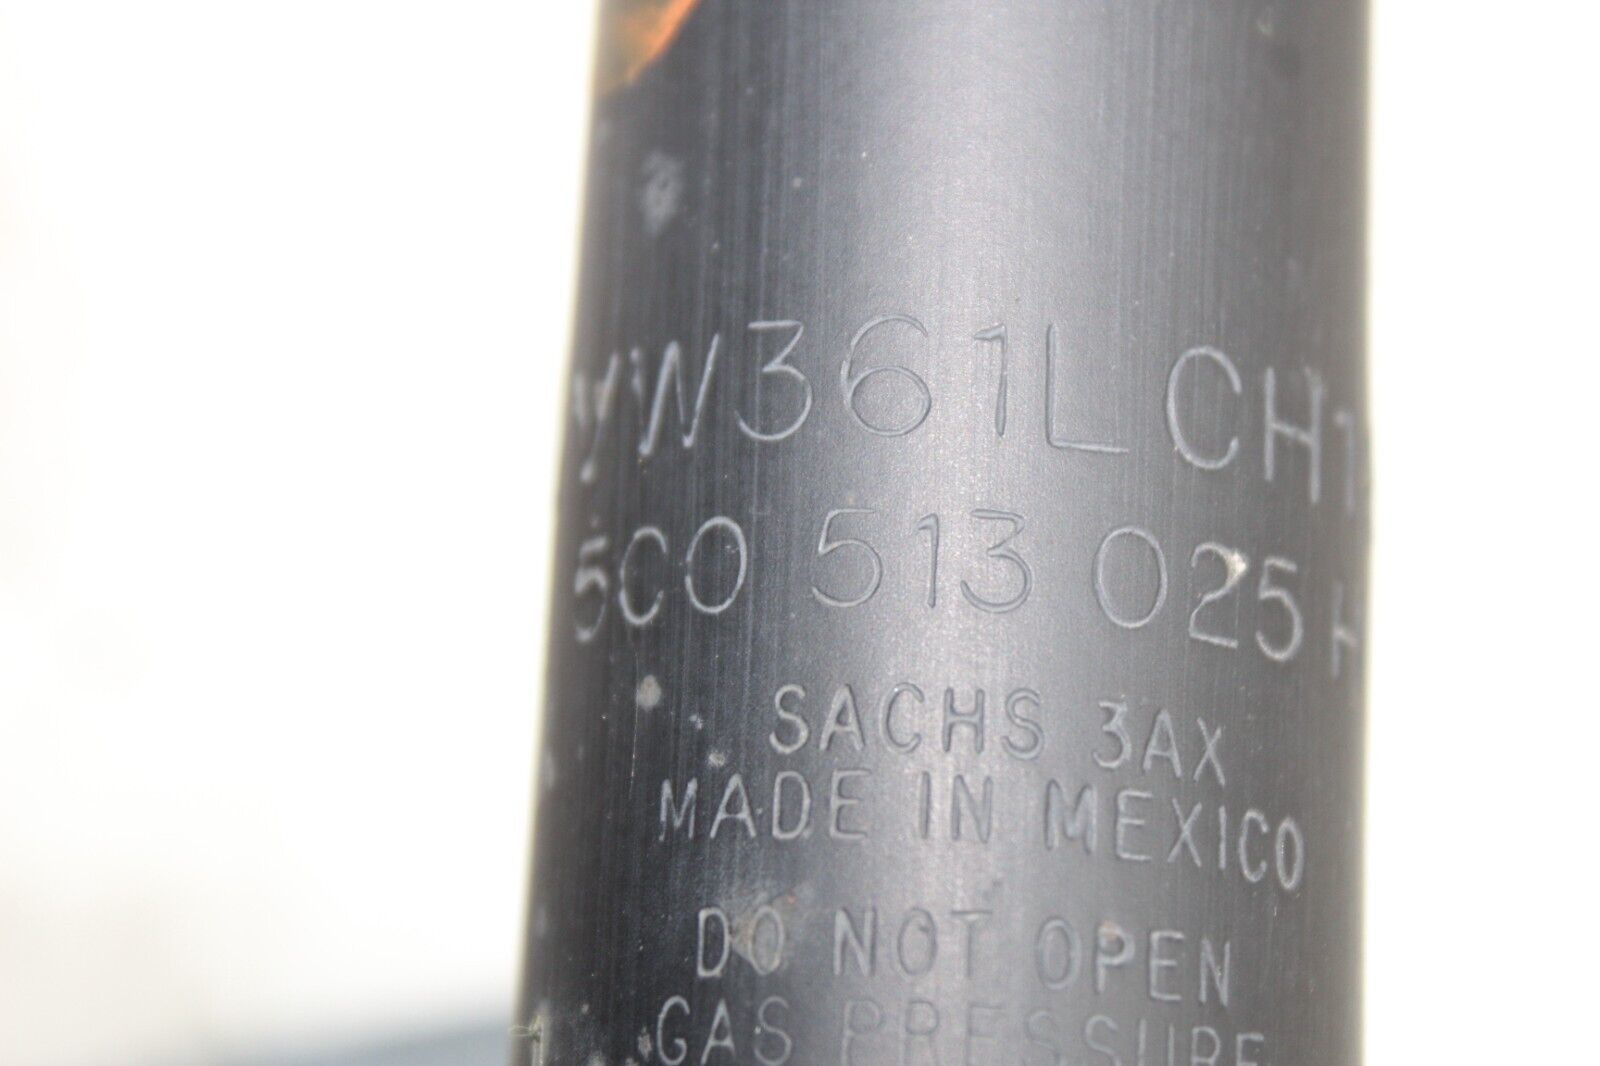 VW361LCH1
5C0 513 025 H
SACHS 3AX
MADE IN MEXICO
DO NOT OPEN
GAS PRESSURE